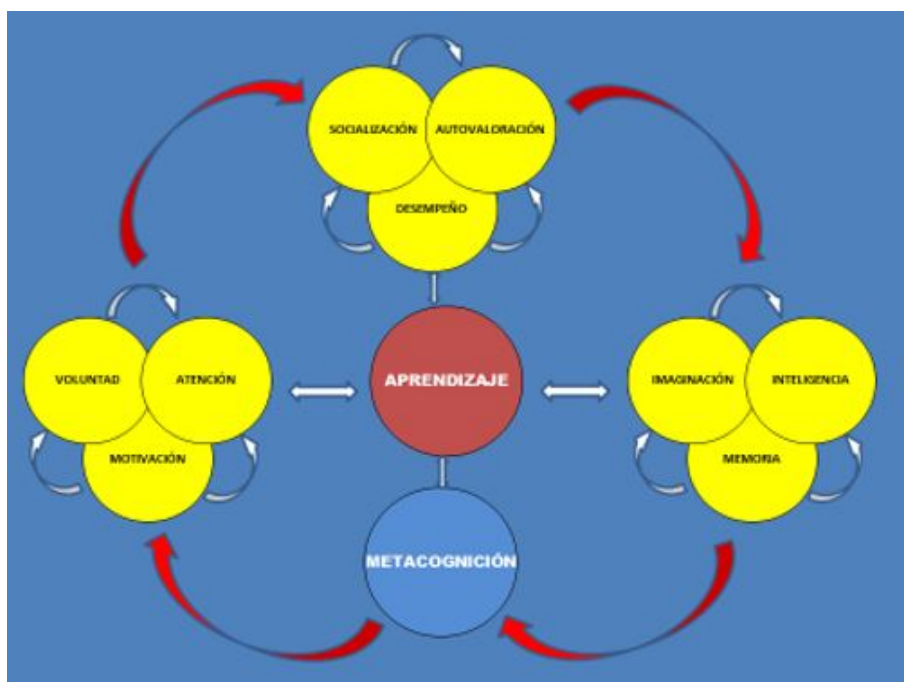 SOCIALIZACIÓN
AUTOVALORACIÓN
DESEMPEÑO
VOLUNTAD
ATENCIÓN
MOTIVACIÓN
APRENDIZAJE
IMAGINACIÓN
INTELIGENCIA
MEMORIA
METACOGNICIÓN